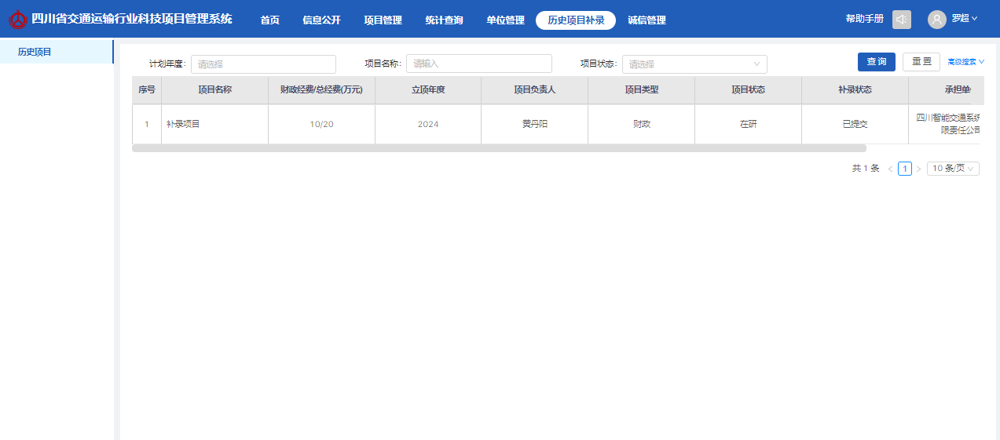 四川省交通运输行业科技项目管理系统 首页 信息公开 项目管理 统计查询 单位管理 历史项目补录 诚信管理 帮助手册 罗超
历史项目
计划年度: 请选择 项目名称: 请输入 项目状态: 请选择 查 询 重 置 高级搜索
序号 项目名称 财政经费/总经费(万元) 立顶年度 项目负责人 项目类型 项目状态 补录状态 承担单
1 补录项目 10/20 2024 黄丹阳 财政 在研 已提交 四川智能交通系统
限责任公司
共 1 条 < 1 > 10 条/页